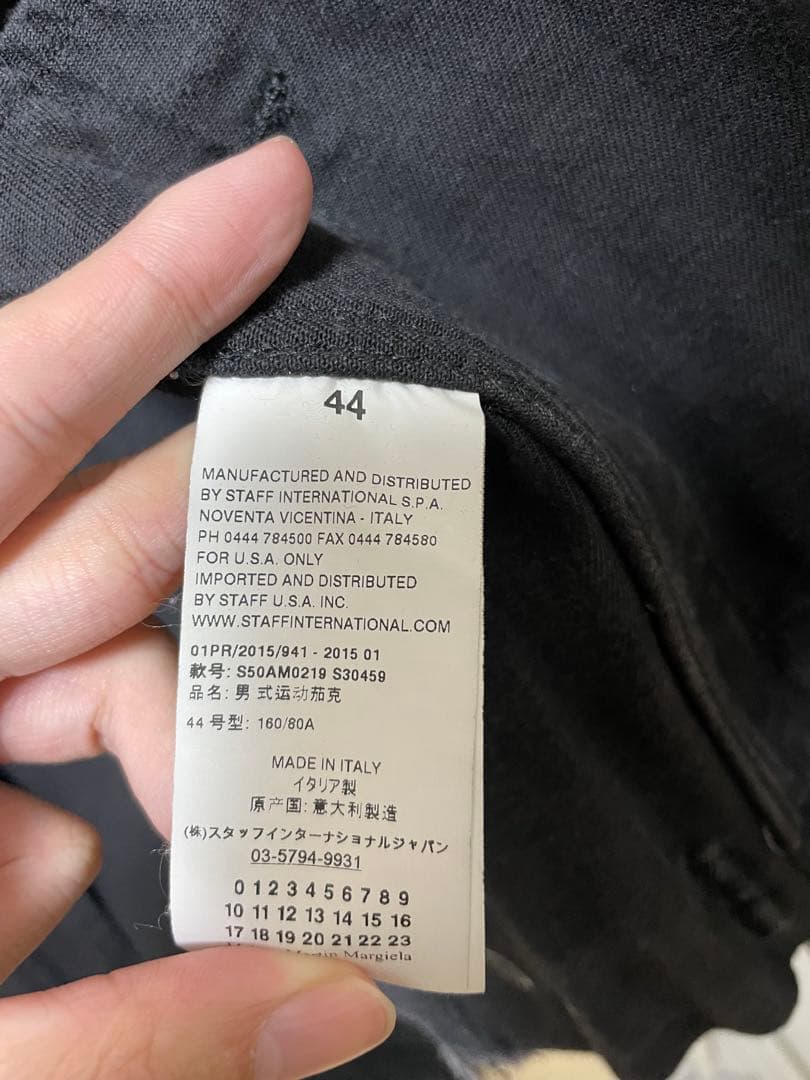 44
MANUFACTURED AND DISTRIBUTED
BY STAFF INTERNATIONAL S.P.A.
NOVENTA VICENTINA - ITALY
PH 0444 784500 FAX 0444 784580
FOR U.S.A. ONLY
IMPORTED AND DISTRIBUTED
BY STAFF U.S.A. INC.
WWW.STAFFINTERNATIONAL.COM
01PR/2015/941 - 2015 01
款号: S50AM0219 S30459
品名: 男式运动茄克
44 号型: 160/80A
MADE IN ITALY
イタリア製
原产国: 意大利製造
(株)スタッフインターナショナルジャパン
03-5794-9931
0 1 2 3 4 5 6 7 8 9
10 11 12 13 14 15 16
17 18 19 20 21 22 23
Martin Margiela